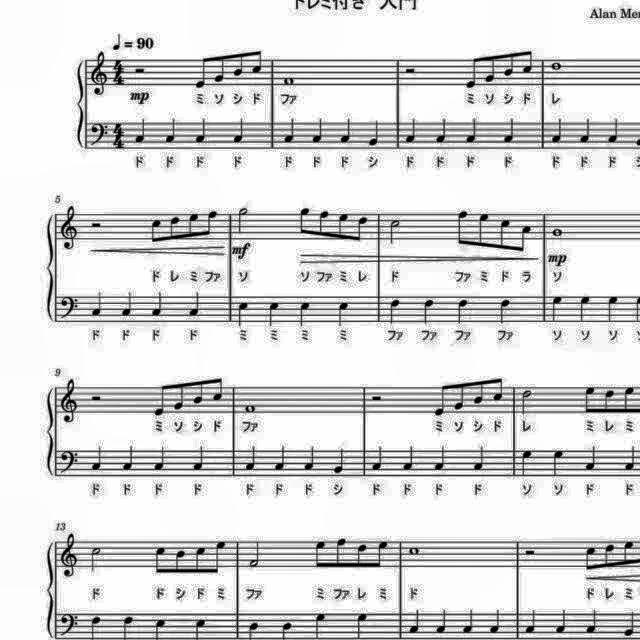 ドレミ付き 入門
Alan Me
♩ = 90
mp ミ ソ シ ド ファ ミ ソ シ ド レ
ド ド ド ド ド ド ド シ ド ド ド ド ド ド ド シ
5
mf mp
ド レ ミ ファ ソ ソ ファ ミ レ ド ファ ミ ド ラ ソ
ド ド ド ド ミ ミ ミ ミ ファ ファ ファ ファ ソ ソ ソ
9
ミ ソ シ ド ファ ミ ソ シ ド レ ミ レ ミ
ド ド ド ド ド ド ド シ ド ド ド ド ソ ソ ド
13
ド ド シ ド ミ ファ ミ ファ レ ミ ド ド レ ミ